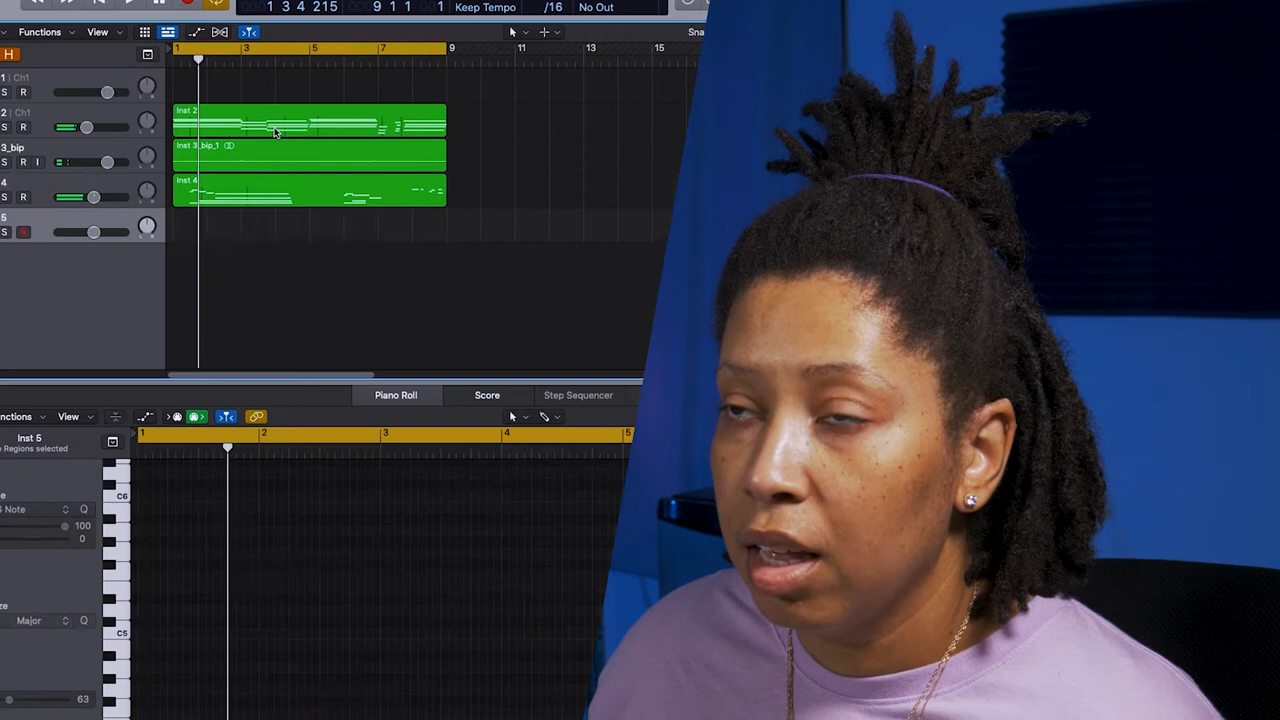 1 3 4 215 9 1 1 1 Keep Tempo /16 No Out
Functions View Sna
H 1 3 5 7 9 11 13 15
1 | Ch1
S R
2 | Ch1 Inst 2
S R
3_bip Inst 3_bip_1
S R I
4 Inst 4
S R
5
S R
Piano Roll Score Step Sequencer
nctions View
Inst 5 1 2 3 4 5
Regions selected
C6
Note Q
100
0
ze
Major Q C5
63